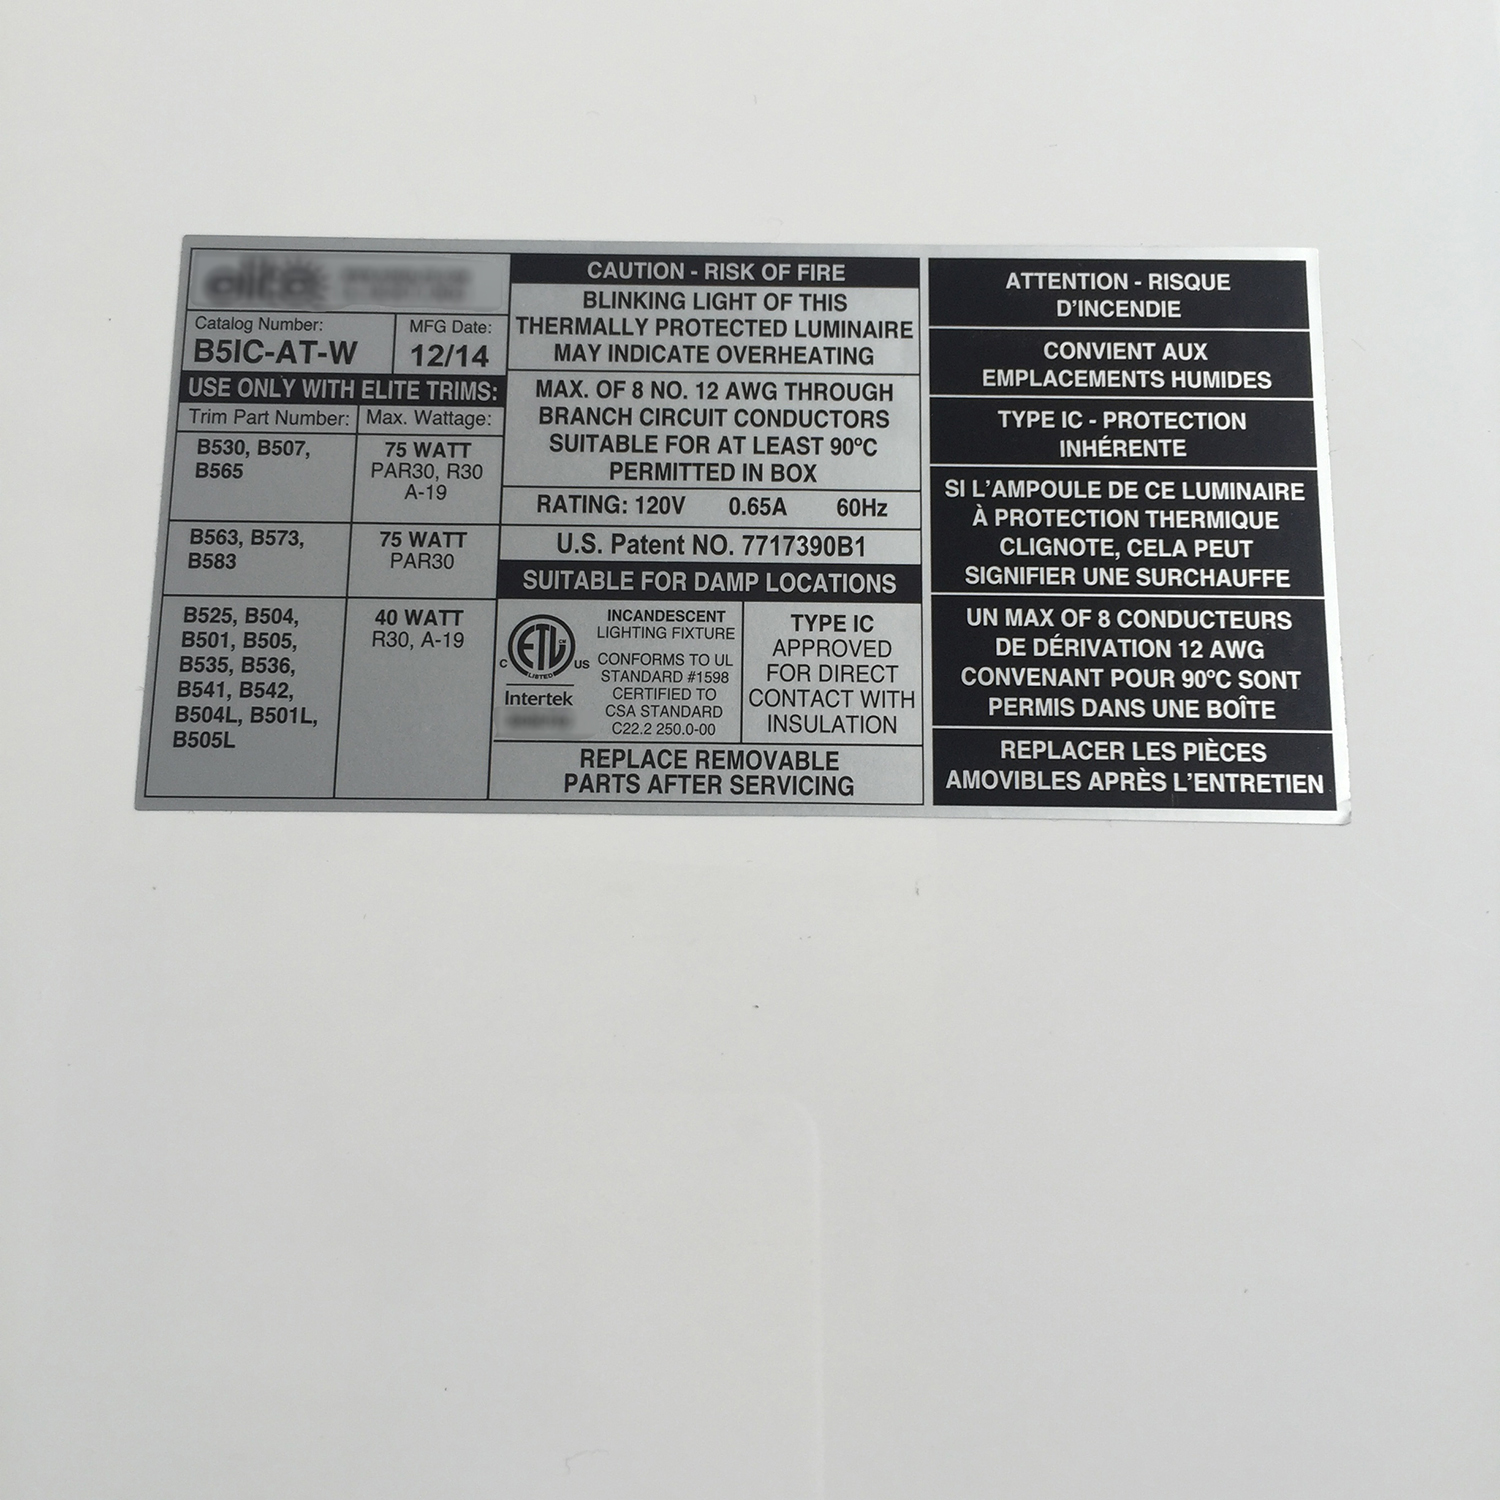 elite
Catalog Number:
B5IC-AT-W
MFG Date:
12/14
USE ONLY WITH ELITE TRIMS:
Trim Part Number:
Max. Wattage:
B530, B507,
B565
75 WATT
PAR30, R30
A-19
B563, B573,
B583
75 WATT
PAR30
B525, B504,
B501, B505,
B535, B536,
B541, B542,
B504L, B501L,
B505L
40 WATT
R30, A-19
CAUTION - RISK OF FIRE
BLINKING LIGHT OF THIS
THERMALLY PROTECTED LUMINAIRE
MAY INDICATE OVERHEATING
MAX. OF 8 NO. 12 AWG THROUGH
BRANCH CIRCUIT CONDUCTORS
SUITABLE FOR AT LEAST 90ºC
PERMITTED IN BOX
RATING: 120V 0.65A 60Hz
U.S. Patent NO. 7717390B1
SUITABLE FOR DAMP LOCATIONS
C ETL CM US
LISTED
Intertek
INCANDESCENT
LIGHTING FIXTURE
CONFORMS TO UL
STANDARD #1598
CERTIFIED TO
CSA STANDARD
C22.2 250.0-00
TYPE IC
APPROVED
FOR DIRECT
CONTACT WITH
INSULATION
REPLACE REMOVABLE
PARTS AFTER SERVICING
ATTENTION - RISQUE
D'INCENDIE
CONVIENT AUX
EMPLACEMENTS HUMIDES
TYPE IC - PROTECTION
INHÉRENTE
SI L'AMPOULE DE CE LUMINAIRE
À PROTECTION THERMIQUE
CLIGNOTE, CELA PEUT
SIGNIFIER UNE SURCHAUFFE
UN MAX OF 8 CONDUCTEURS
DE DÉRIVATION 12 AWG
CONVENANT POUR 90ºC SONT
PERMIS DANS UNE BOÎTE
REPLACER LES PIÈCES
AMOVIBLES APRÈS L'ENTRETIEN